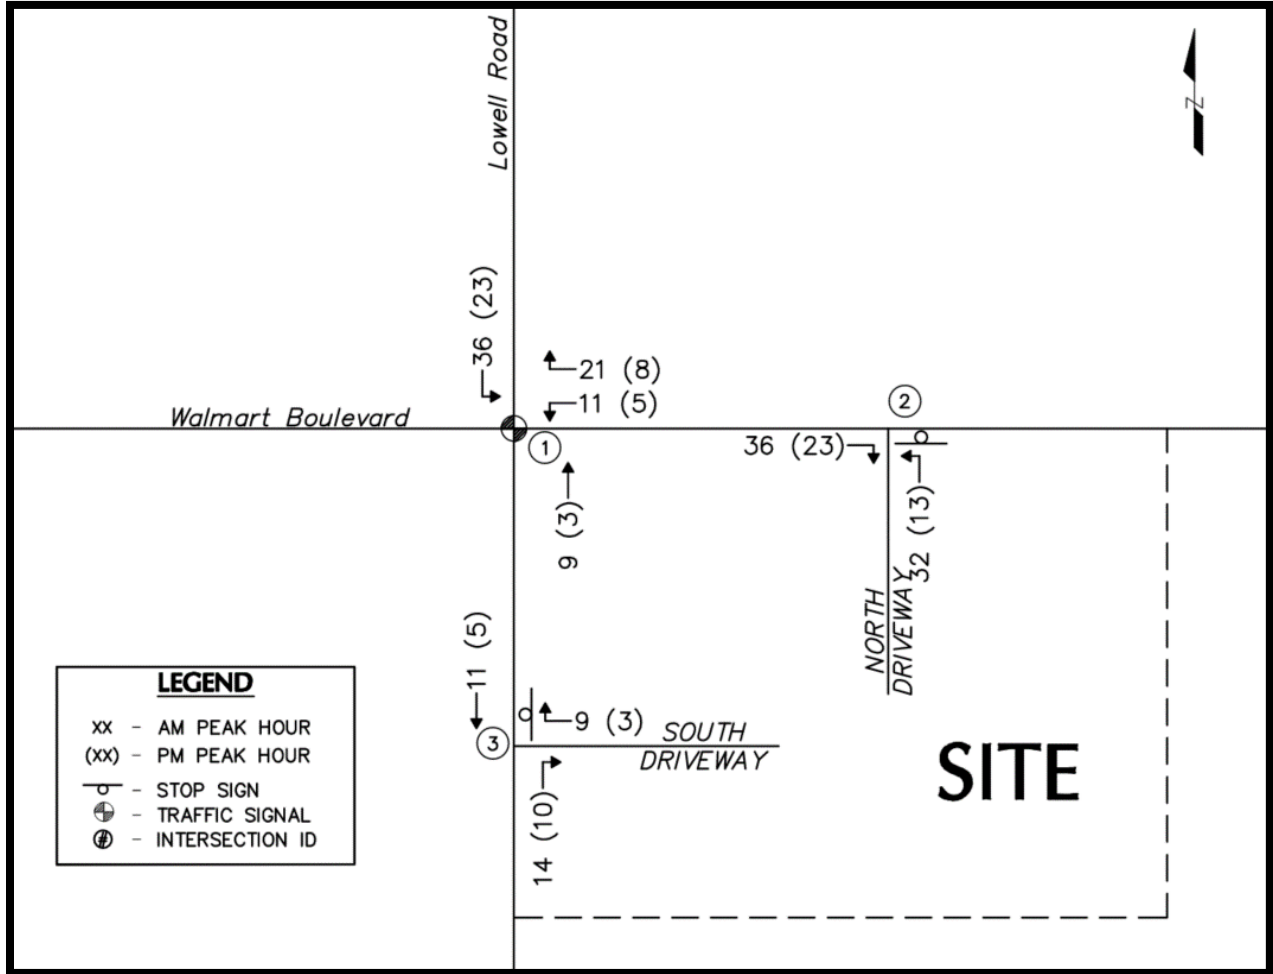 Lowell Road
Z
36 (23)
21 (8)
11 (5)
Walmart Boulevard
1
2
36 (23)
9 (3)
32 (13)
NORTH
DRIVEWAY
11 (5)
9 (3)
SOUTH
DRIVEWAY
3
14 (10)
SITE
LEGEND
XX - AM PEAK HOUR
(XX) - PM PEAK HOUR
- STOP SIGN
- TRAFFIC SIGNAL
# - INTERSECTION ID